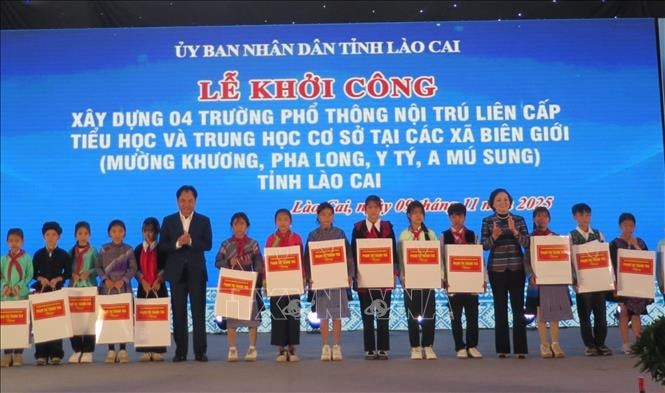 ỦY BAN NHÂN DÂN TỈNH LÀO CAI
LỄ KHỞI CÔNG
XÂY DỰNG 04 TRƯỜNG PHỔ THÔNG NỘI TRÚ LIÊN CẤP
TIỂU HỌC VÀ TRUNG HỌC CƠ SỞ TẠI CÁC XÃ BIÊN GIỚI
(MƯỜNG KHƯƠNG, PHA LONG, Y TÝ, A MÚ SUNG)
TỈNH LÀO CAI
Lào Cai, ngày 09 tháng 11 năm 2025